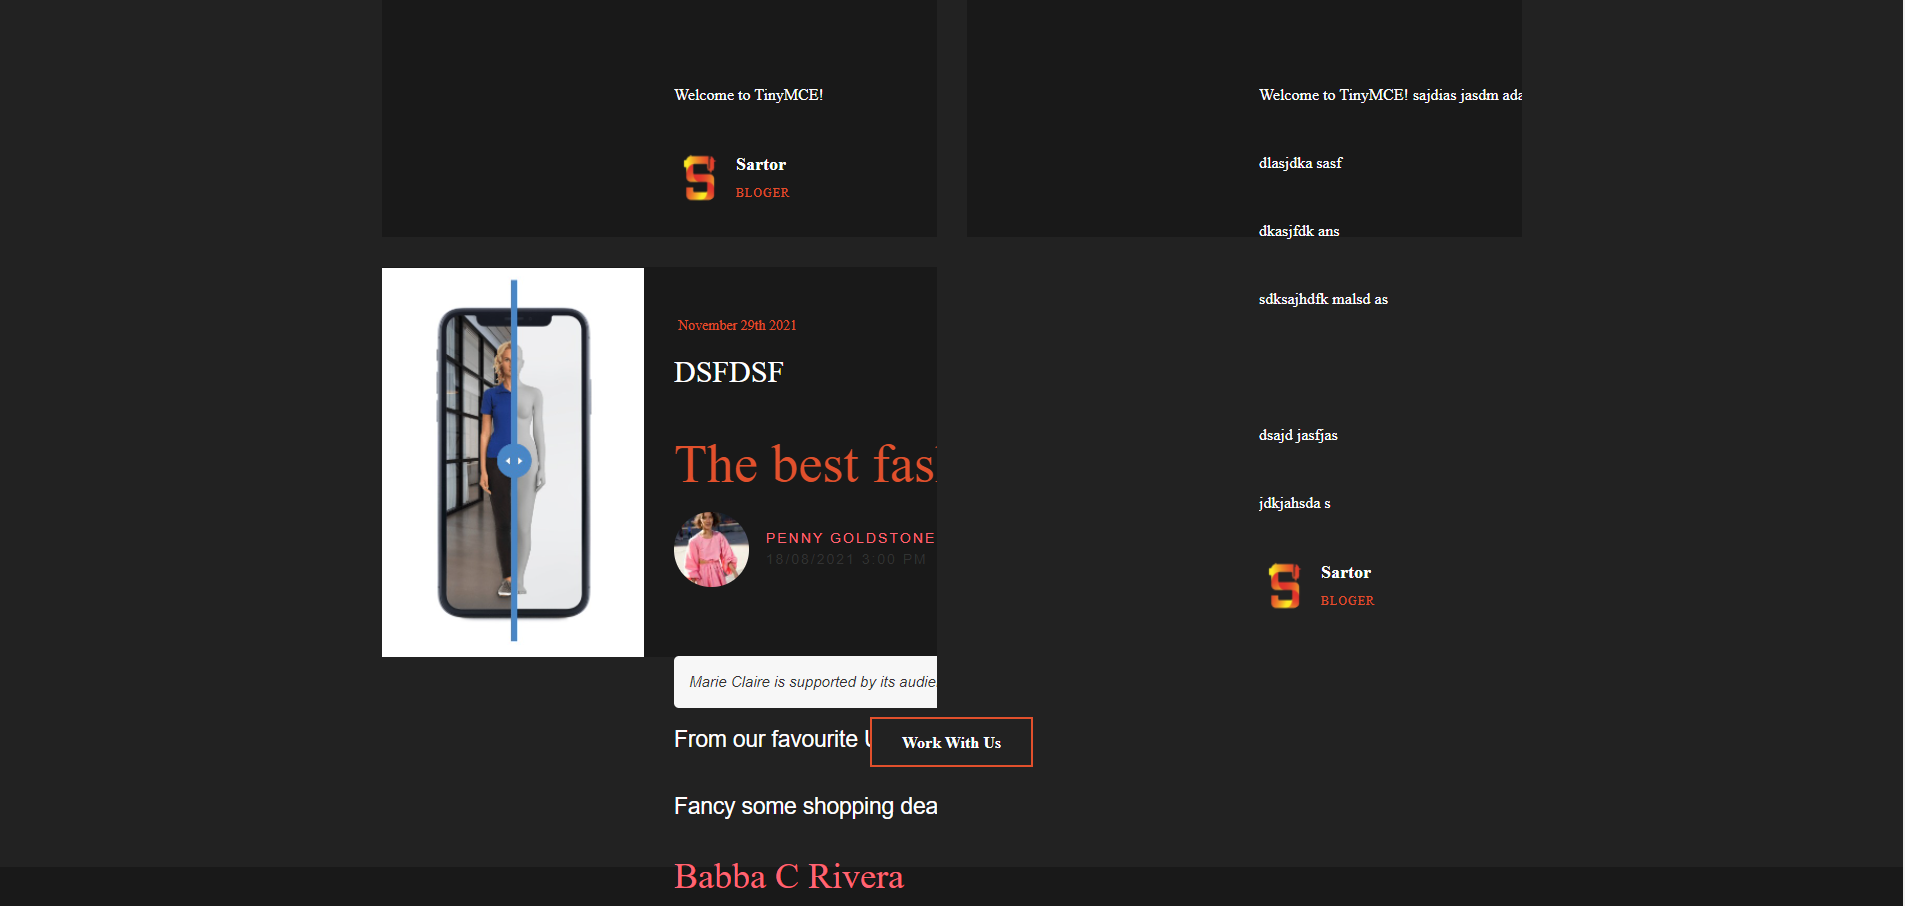 Welcome to TinyMCE!
Sartor
BLOGER
Welcome to TinyMCE! sajdias jasdm ada
dlasjdka sasf
dkasjfdk ans
sdksajhdfk malsd as
dsajd jasfjas
jdkjahsda s
Sartor
BLOGER
November 29th 2021
DSFDSF
The best fas
PENNY GOLDSTONE
18/08/2021 3:00 PM
Marie Claire is supported by its audie
From our favourite
Work With Us
Fancy some shopping dea
Babba C Rivera